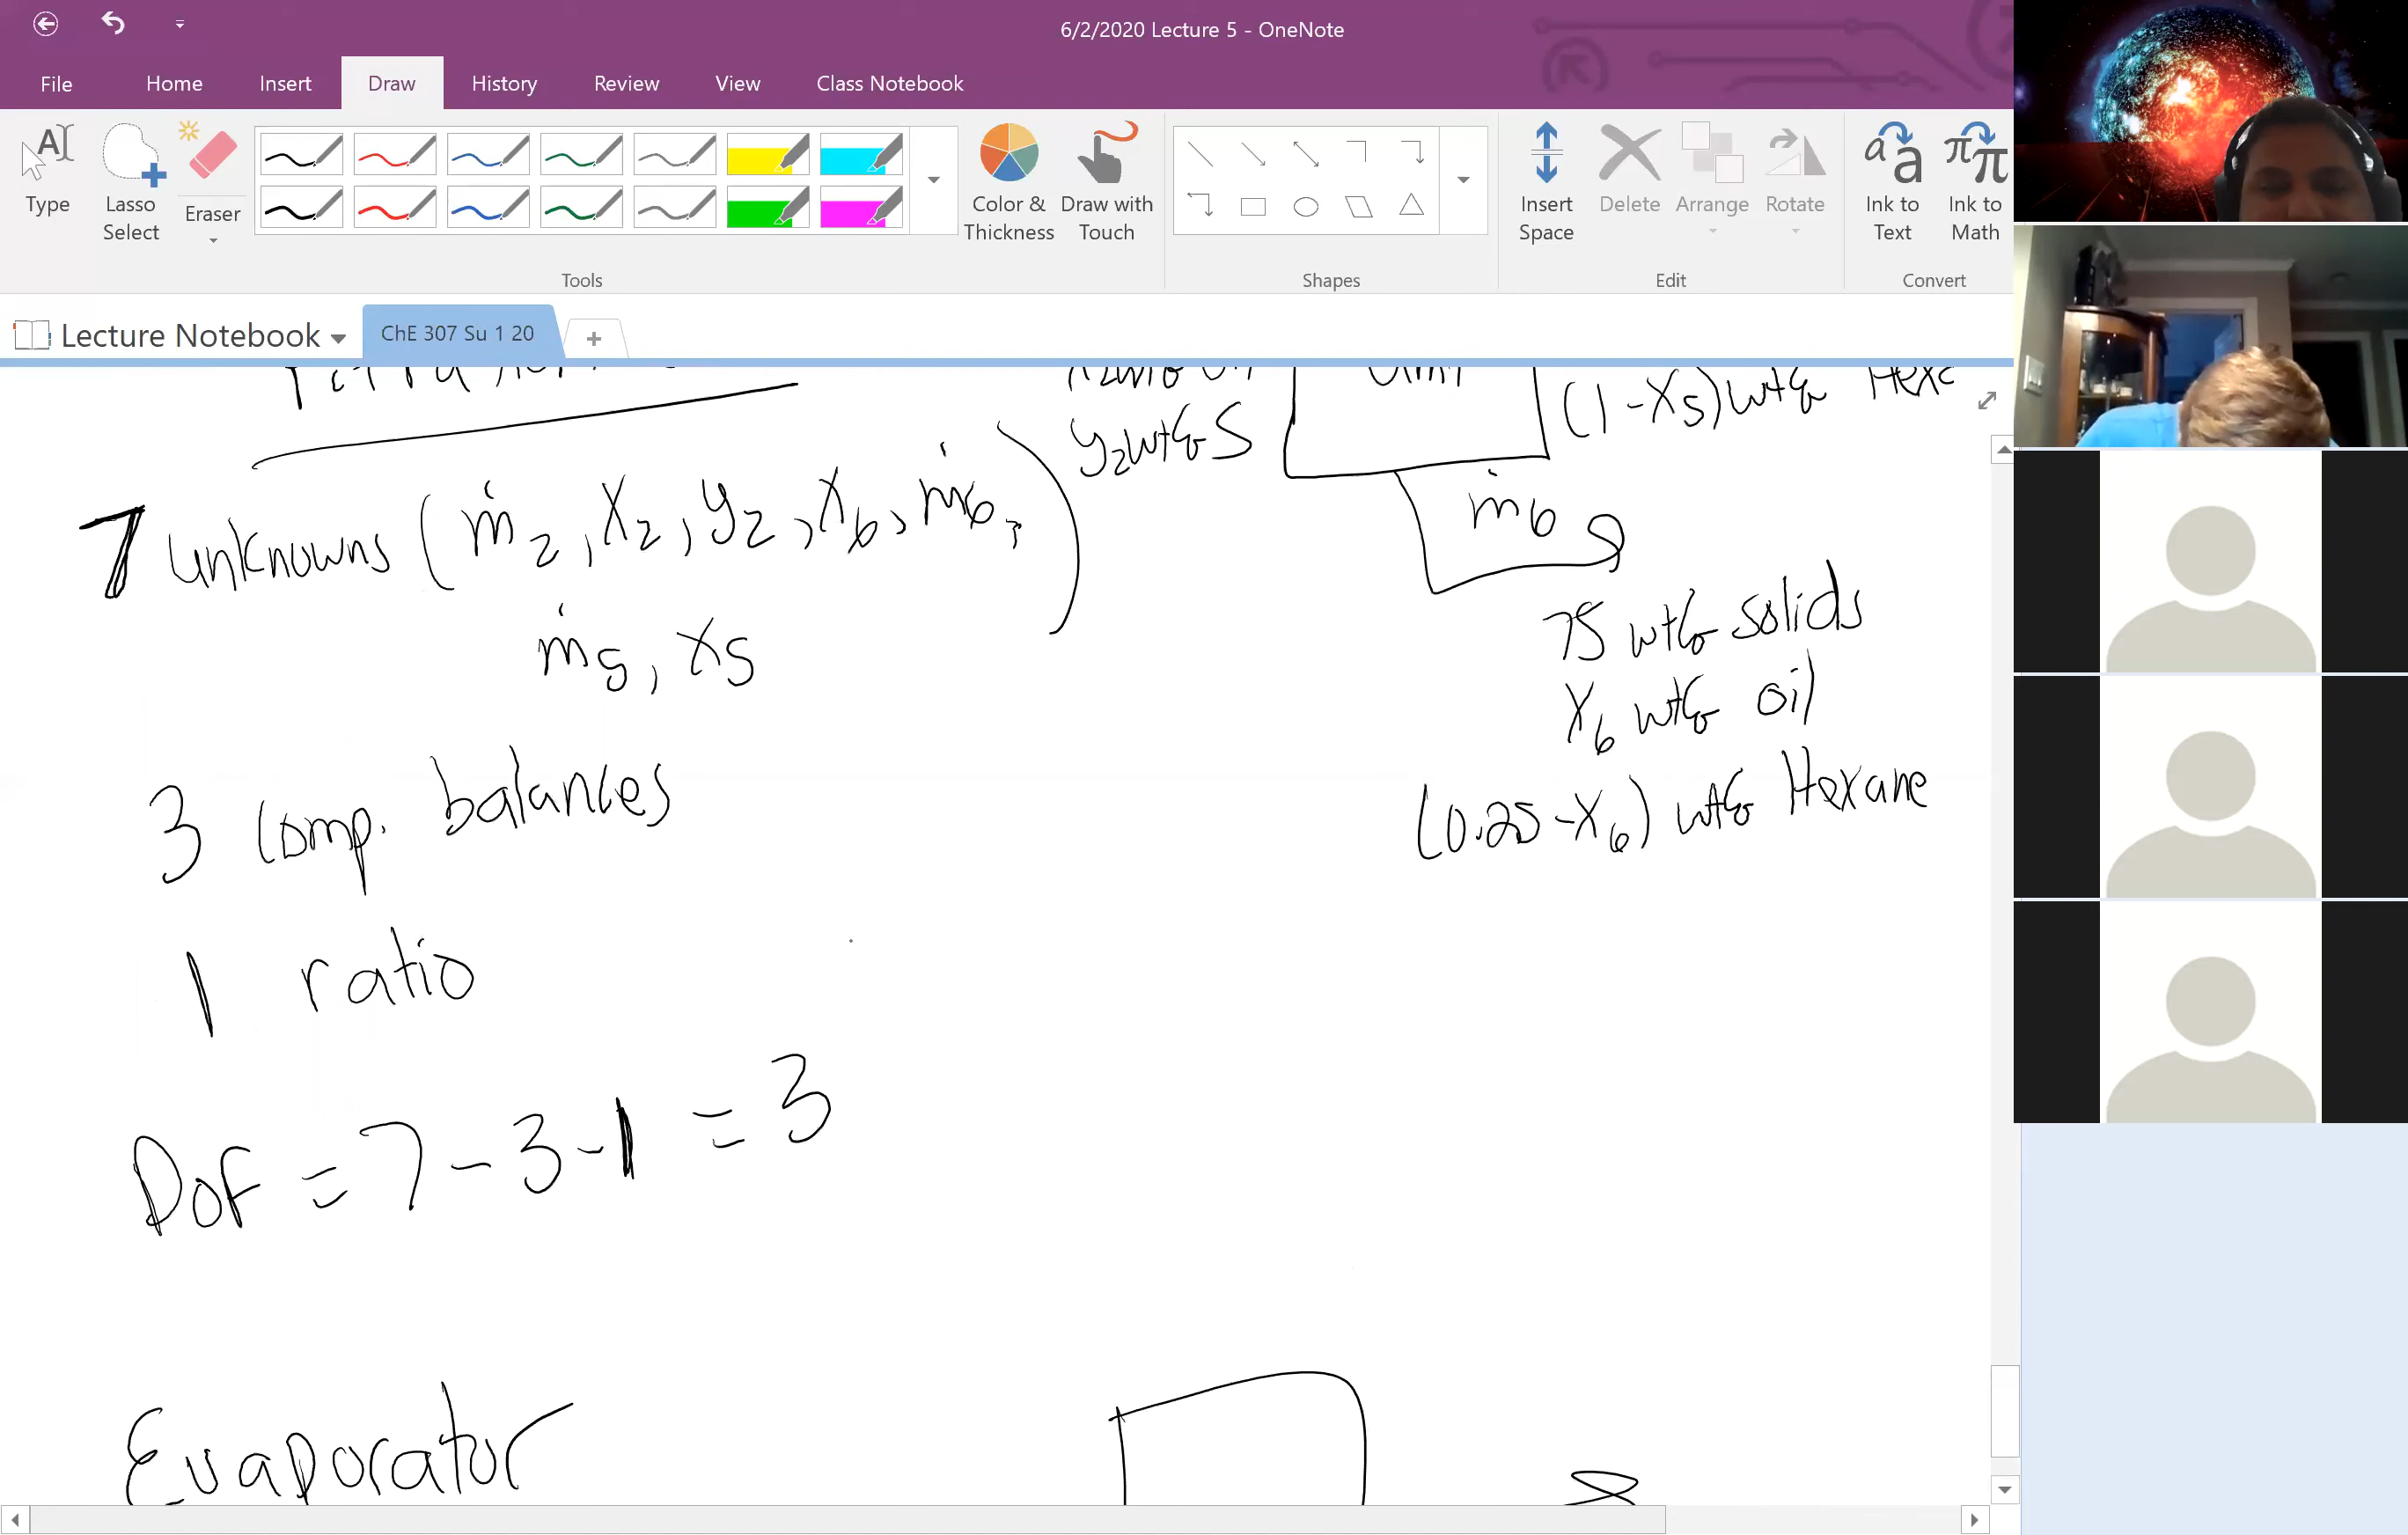 6/2/2020 Lecture 5 - OneNote
File Home Insert Draw History Review View Class Notebook
Type
Lasso Select
Eraser
Color & Thickness
Draw with Touch
Insert Space
Delete
Arrange
Rotate
Ink to Text
Ink to Math
Tools
Shapes
Edit
Convert
Lecture Notebook
ChE 307 Su 1 20
+
y₂ wt% S
(1-x₅) wt% Hexa
7 unknowns (ṁ₂, x₂, y₂, x₆, ṁ₆,
ṁ₅, x₅)
ṁ₆
75 wt% solids
x₆ wt% oil
(0.25-x₆) wt% Hexane
3 comp. balances
1 ratio
DoF = 7 - 3 - 1 = 3
Evaporator
8